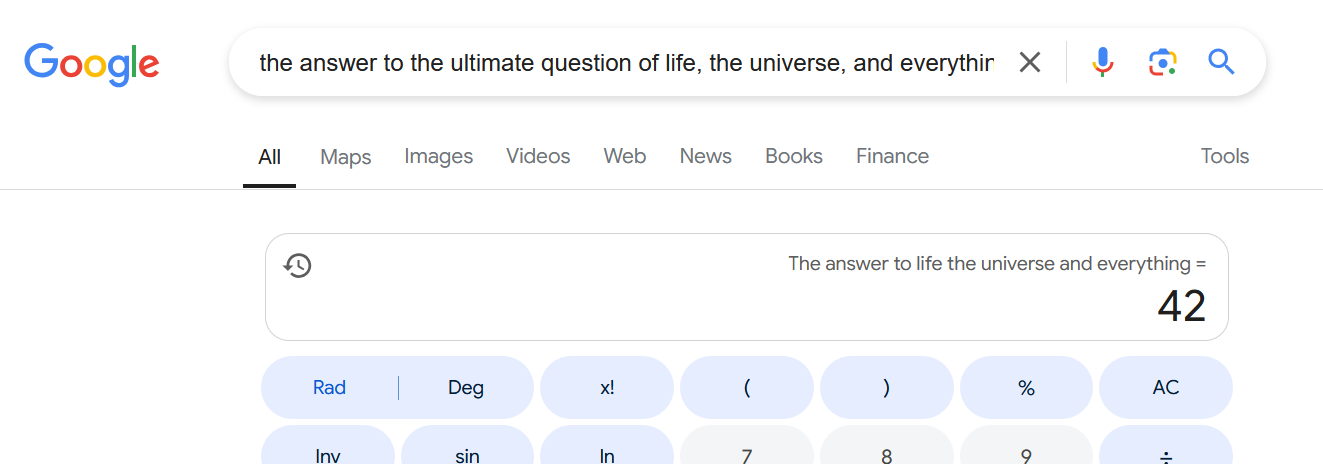 Google the answer to the ultimate question of life, the universe, and everythin
All Maps Images Videos Web News Books Finance Tools
The answer to life the universe and everything =
42
Rad Deg x! ( ) % AC
Inv sin ln 7 8 9 ÷